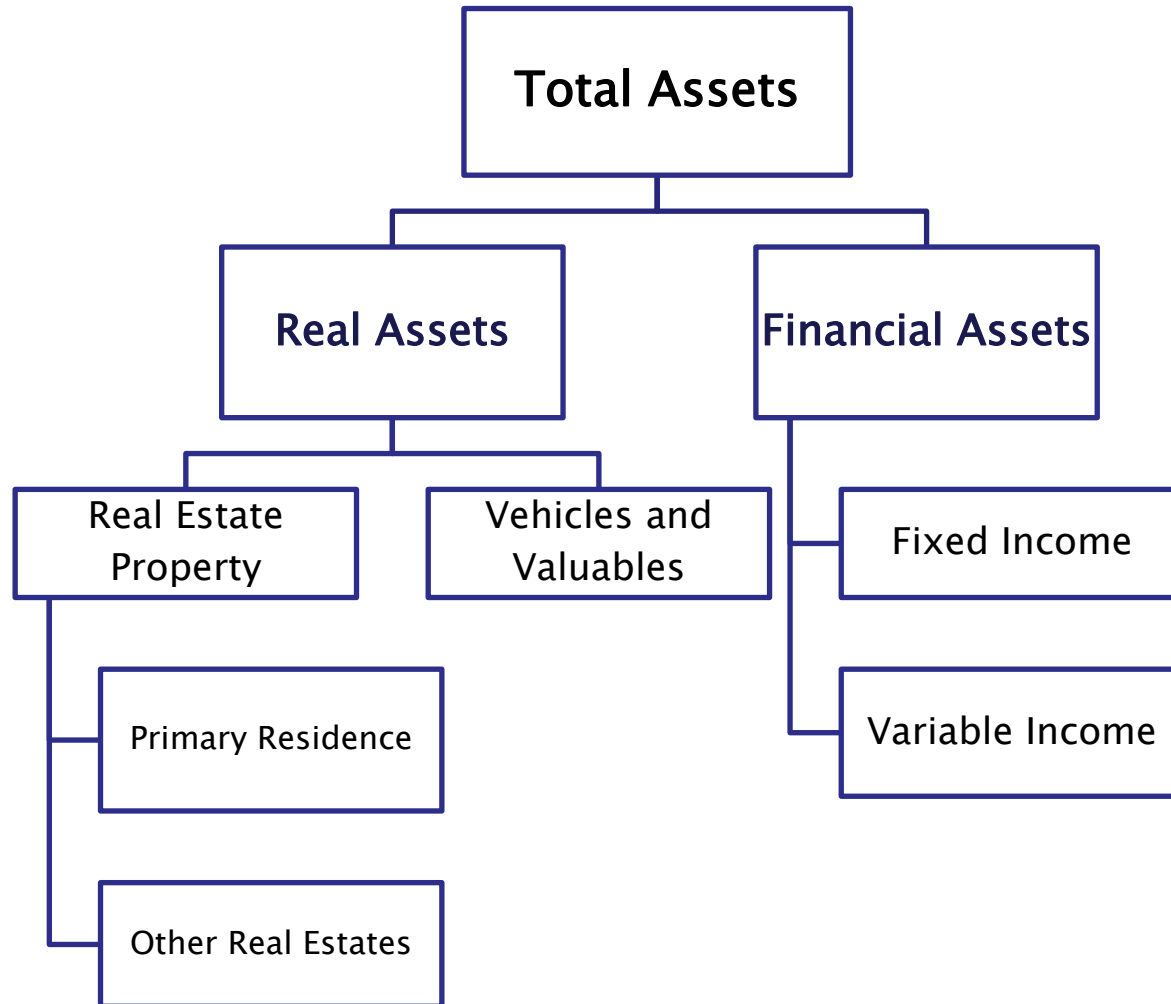 Total Assets
Real Assets
Financial Assets
Real Estate
Property
Vehicles and
Valuables
Fixed Income
Primary Residence
Variable Income
Other Real Estates